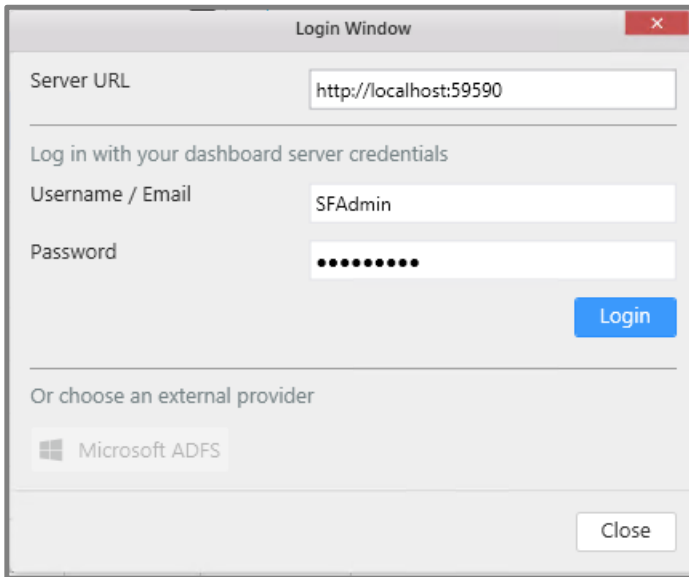 Login Window
Server URL
http://localhost:59590
Log in with your dashboard server credentials
Username / Email
SFAdmin
Password
●●●●●●●●●
Login
Or choose an external provider
Microsoft ADFS
Close